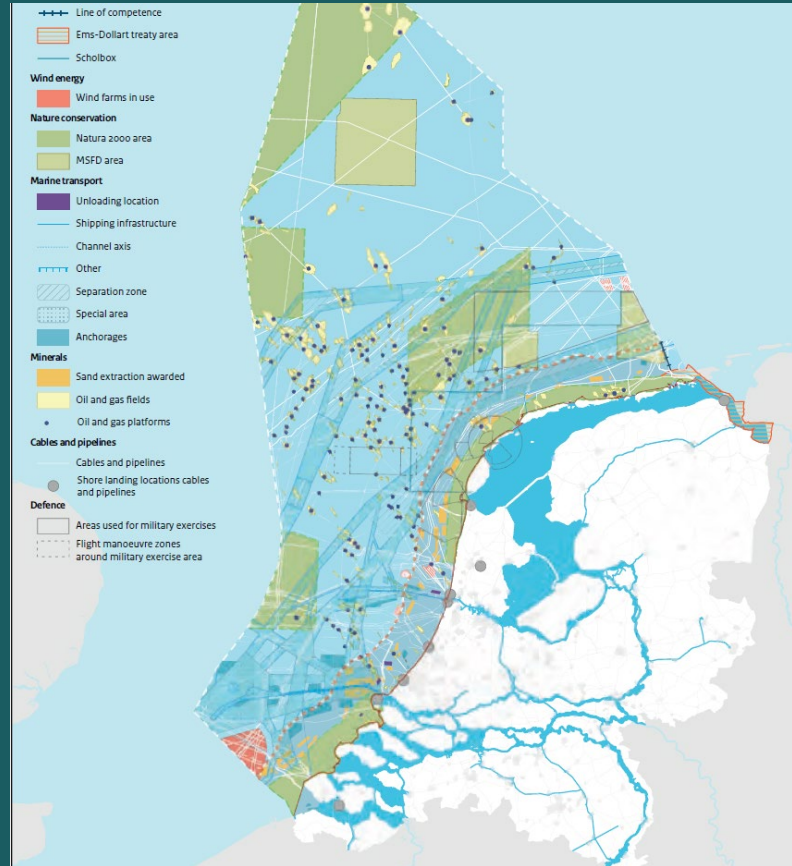 Line of competence
Ems-Dollart treaty area
Scholbox
Wind energy
Wind farms in use
Nature conservation
Natura 2000 area
MSFD area
Marine transport
Unloading location
Shipping infrastructure
Channel axis
Other
Separation zone
Special area
Anchorages
Minerals
Sand extraction awarded
Oil and gas fields
Oil and gas platforms
Cables and pipelines
Cables and pipelines
Shore landing locations cables
and pipelines
Defence
Areas used for military exercises
Flight manoeuvre zones
around military exercise area